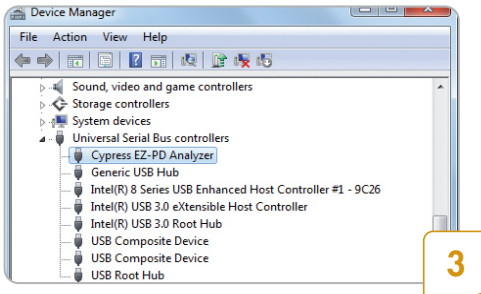 Device Manager
File Action View Help
Sound, video and game controllers
Storage controllers
System devices
Universal Serial Bus controllers
Cypress EZ-PD Analyzer
Generic USB Hub
Intel(R) 8 Series USB Enhanced Host Controller #1 - 9C26
Intel(R) USB 3.0 eXtensible Host Controller
Intel(R) USB 3.0 Root Hub
USB Composite Device
USB Composite Device
USB Root Hub
3